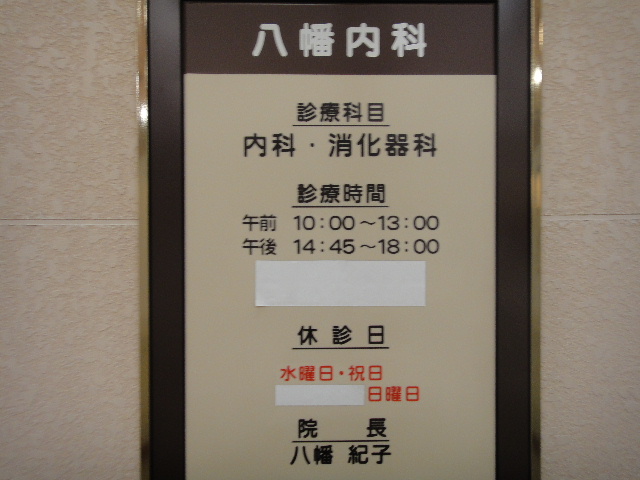 八幡内科
診療科目
内科・消化器科
診療時間
午前 10:00～13:00
午後 14:45～18:00
休診日
水曜日・祝日
日曜日
院 長
八幡 紀子